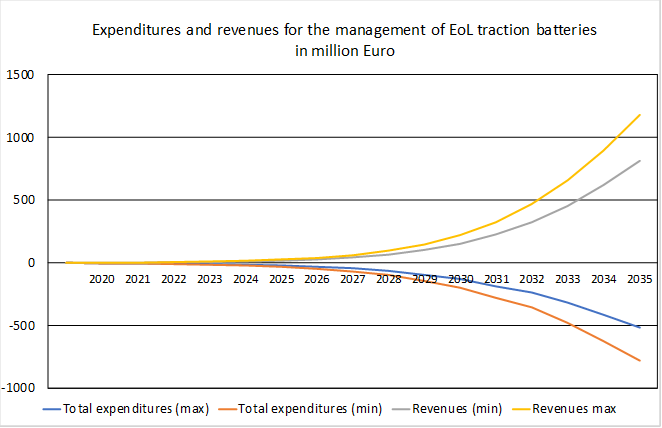 Expenditures and revenues for the management of EoL traction batteries
in million Euro
1500
1000
500
0
2020 2021 2022 2023 2024 2025 2026 2027 2028 2029 2030 2031 2032 2033 2034 2035
-500
-1000
Total expenditures (max) Total expenditures (min) Revenues (min) Revenues max